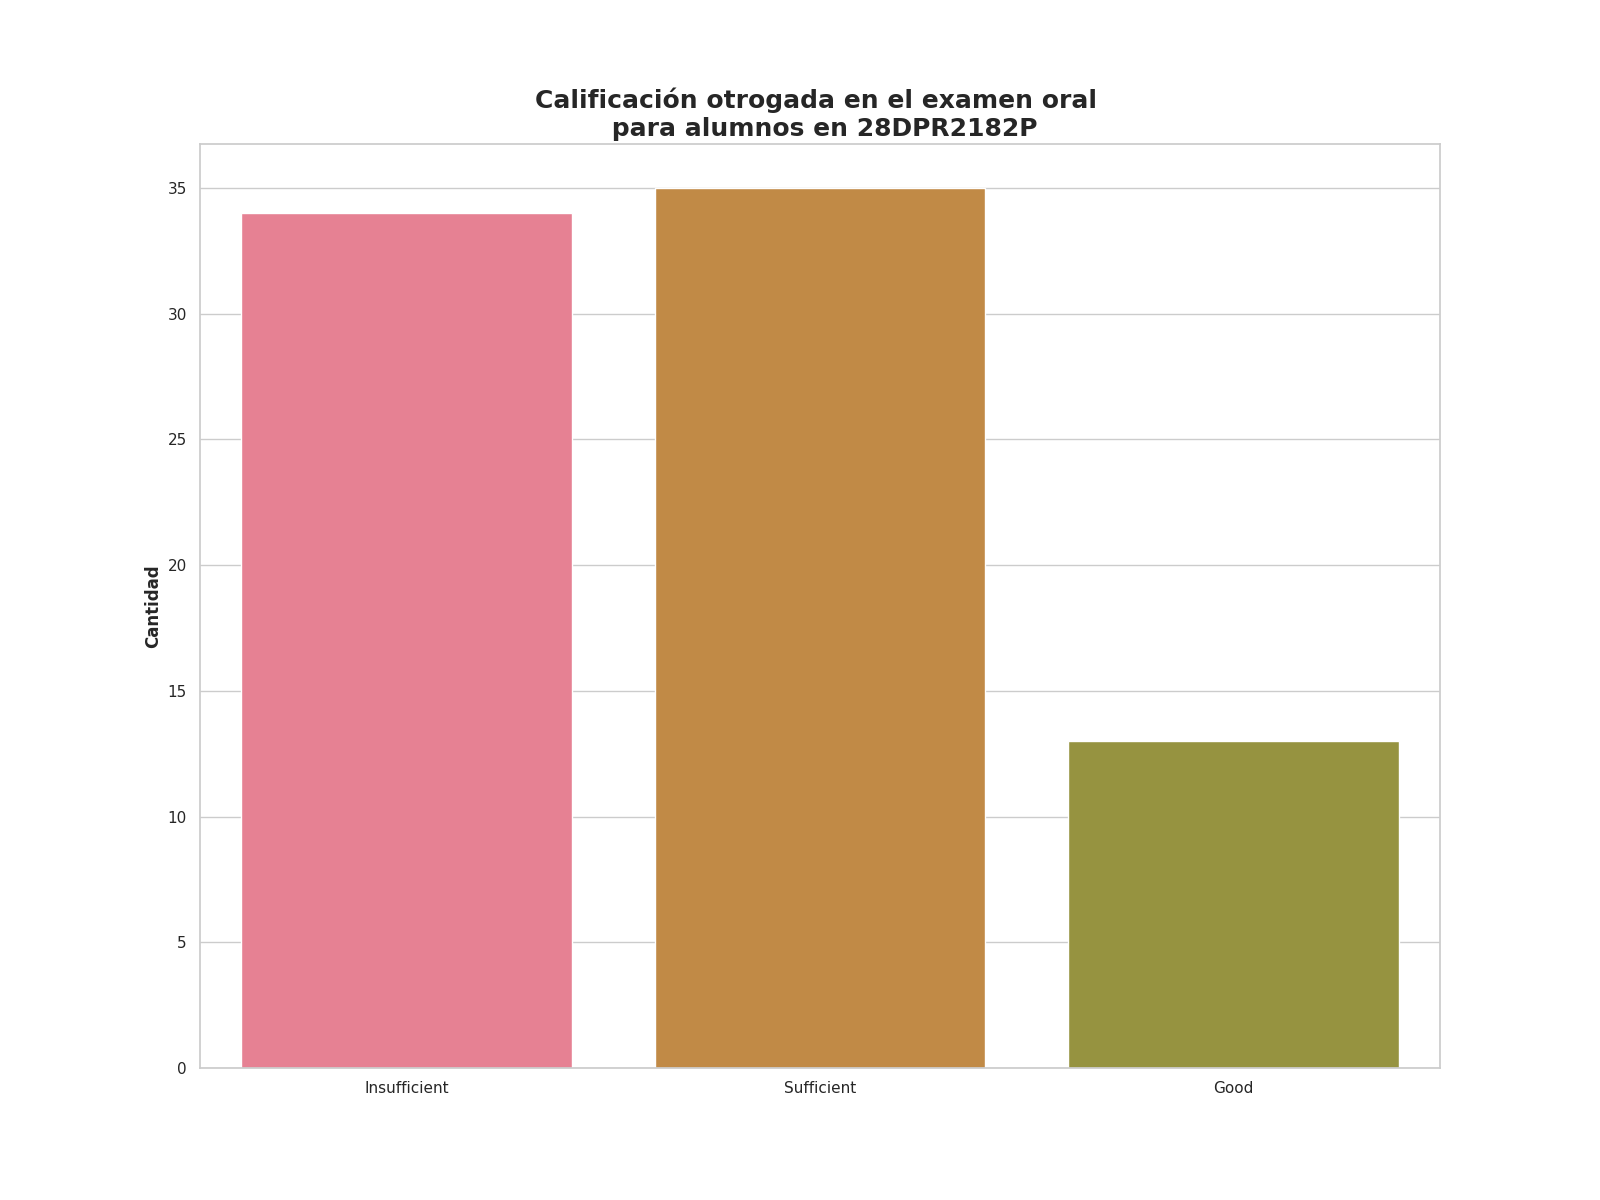 Calificación otrogada en el examen oral
para alumnos en 28DPR2182P
Cantidad
35
30
25
20
15
10
5
0
Insufficient
Sufficient
Good